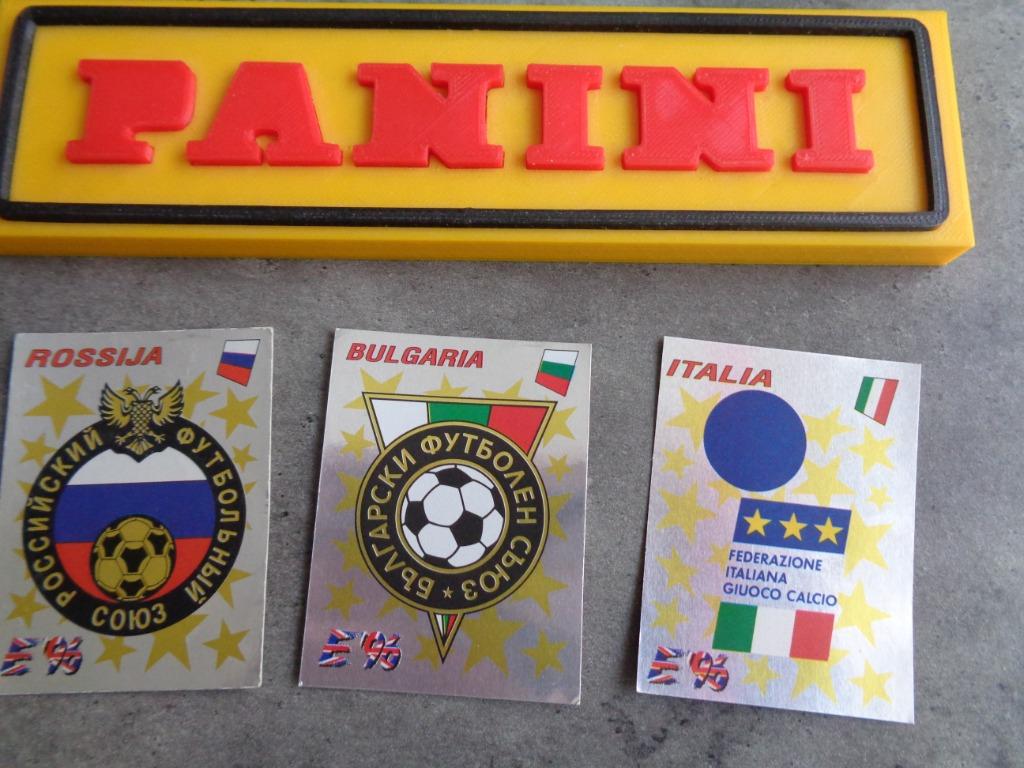 PANINI
ROSSIJA
РОССИЙСКИЙ ФУТБОЛЬНЫЙ
СОЮЗ
E'96
BULGARIA
БЪЛГАРСКИ ФУТБОЛЕН СЪЮЗ
E'96
ITALIA
FEDERAZIONE
ITALIANA
GIUOCO CALCIO
E'96